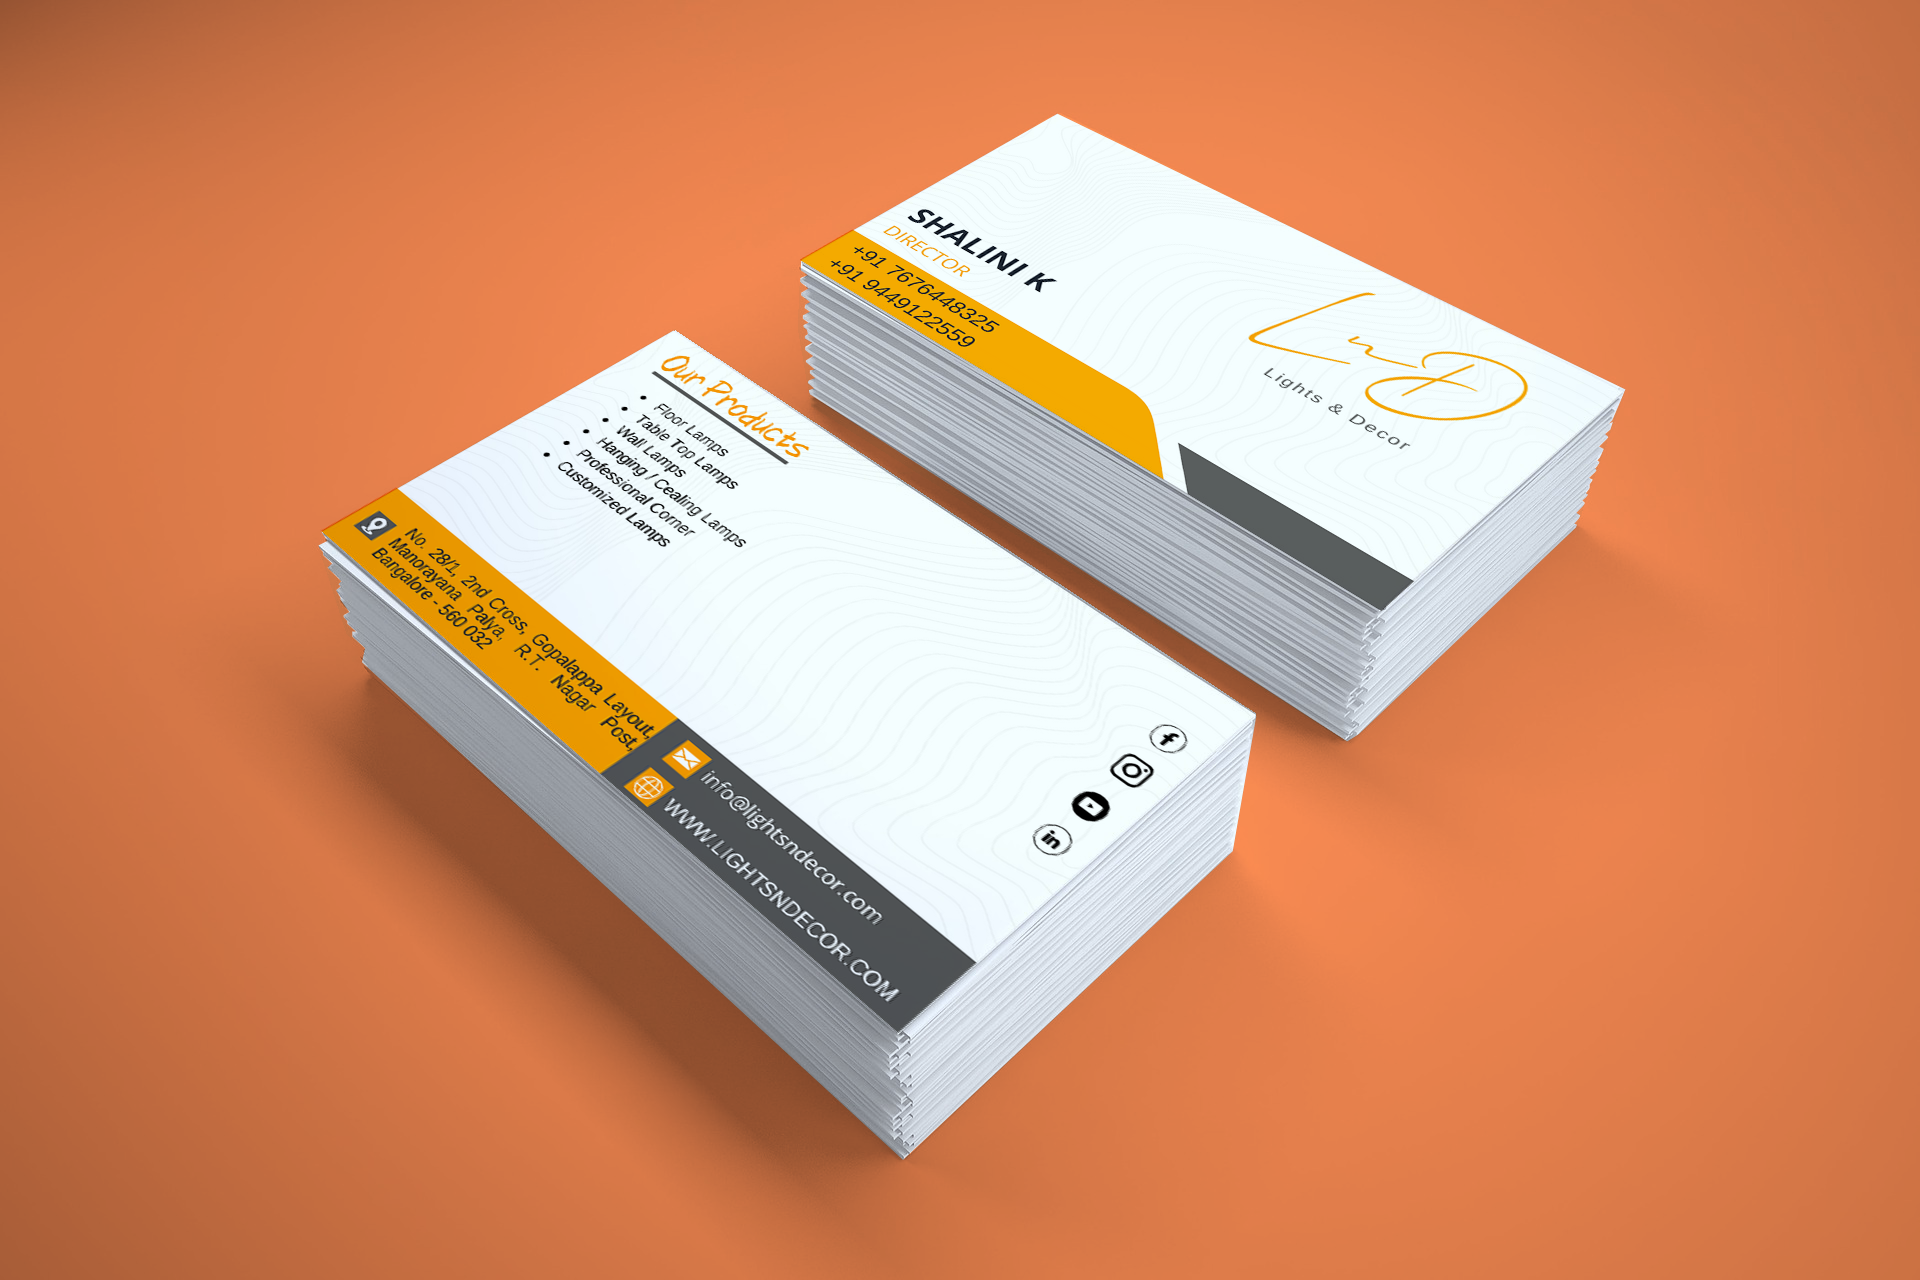 SHALINI K
DIRECTOR
+91 7676448325
+91 9449122559
LnD
Lights & Decor
Our Products
• Floor Lamps
• Table Top Lamps
• Wall Lamps
• Hanging / Cealing Lamps
• Professional Corner
• Customized Lamps
No. 28/1, 2nd Cross, Gopalappa Layout,
Manorayana Palya, R.T. Nagar Post,
Bangalore - 560 032
info@lightsndecor.com
WWW.LIGHTSNDECOR.COM
f
in